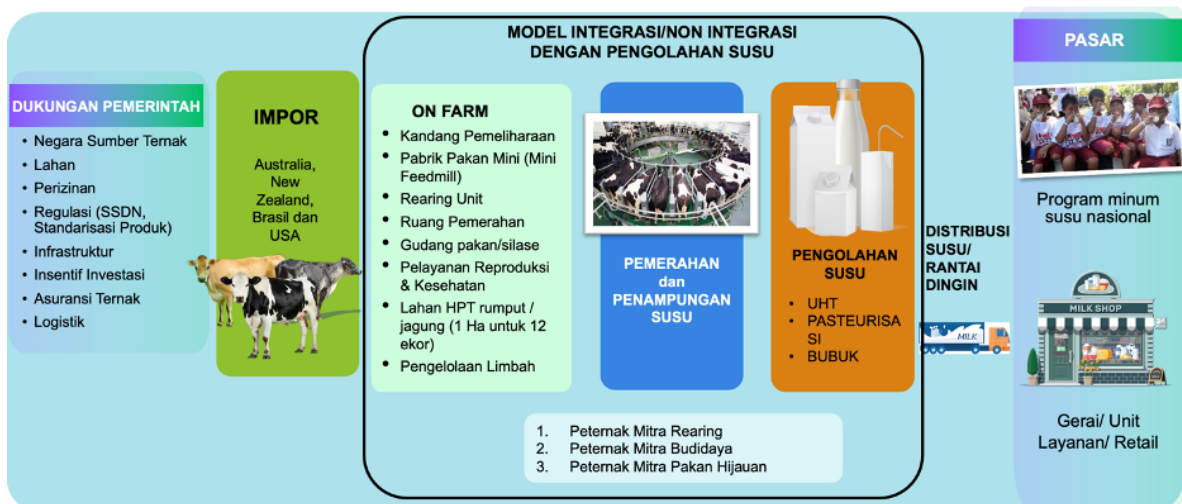 DUKUNGAN PEMERINTAH
• Negara Sumber Ternak
• Lahan
• Perizinan
• Regulasi (SSDN,
Standarisasi Produk)
• Infrastruktur
• Insentif Investasi
• Asuransi Ternak
• Logistik
IMPOR
Australia,
New
Zealand,
Brasil dan
USA
MODEL INTEGRASI/NON INTEGRASI
DENGAN PENGOLAHAN SUSU
ON FARM
• Kandang Pemeliharaan
• Pabrik Pakan Mini (Mini
Feedmill)
• Rearing Unit
• Ruang Pemerahan
• Gudang pakan/silase
• Pelayanan Reproduksi
& Kesehatan
• Lahan HPT rumput /
jagung (1 Ha untuk 12
ekor)
• Pengelolaan Limbah
PEMERAHAN
dan
PENAMPUNGAN
SUSU
PENGOLAHAN
SUSU
• UHT
• PASTEURISA
SI
• BUBUK
1. Peternak Mitra Rearing
2. Peternak Mitra Budidaya
3. Peternak Mitra Pakan Hijauan
DISTRIBUSI
SUSU/
RANTAI
DINGIN
MILK
PASAR
Program minum
susu nasional
MILK SHOP
Gerai/ Unit
Layanan/ Retail